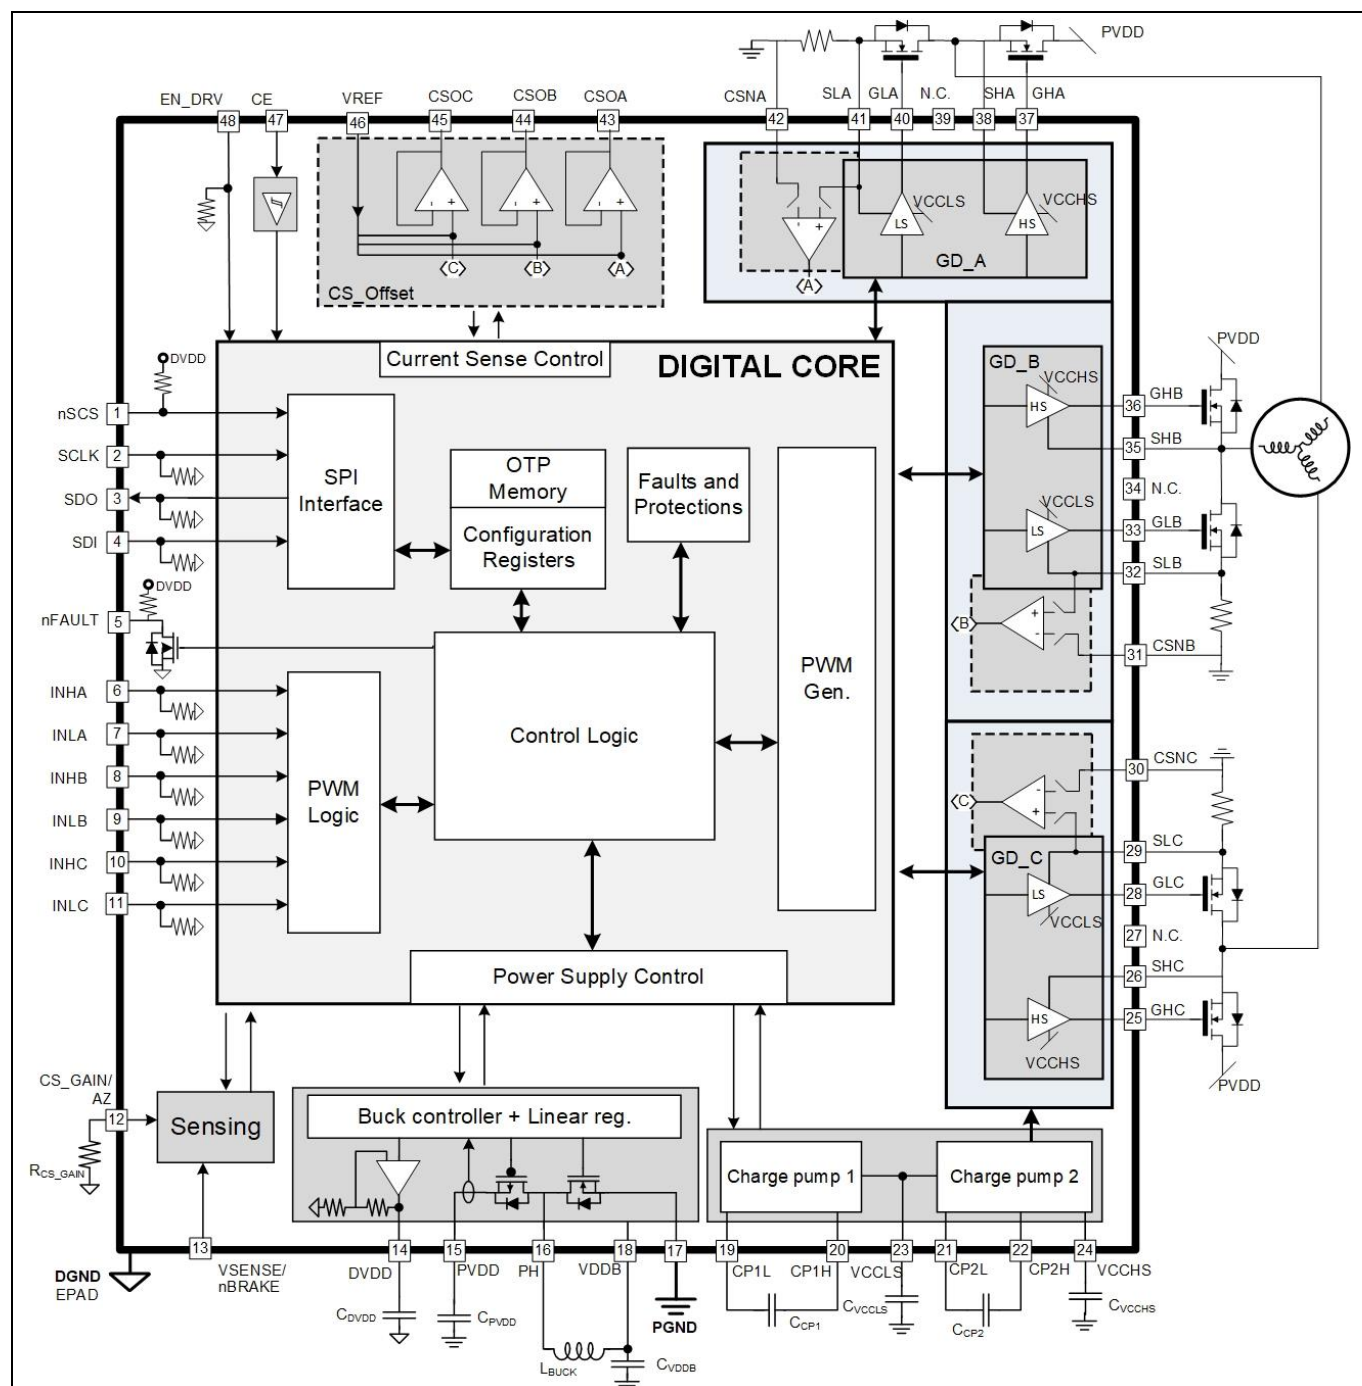 PVDD
EN_DRV CE VREF CSOC CSOB CSOA CSNA SLA GLA N.C. SHA GHA
48 47 46 45 44 43 42 41 40 39 38 37
- + - + - +
C B A
CS_Offset
- +
A
LS VCCLS
HS VCCHS
GD_A
Current Sense Control
DIGITAL CORE
DVDD
nSCS 1
SCLK 2
SDO 3
SDI 4
DVDD
nFAULT 5
INHA 6
INLA 7
INHB 8
INLB 9
INHC 10
INLC 11
SPI
Interface
OTP
Memory
Configuration
Registers
Faults and
Protections
Control Logic
PWM
Logic
PWM
Gen.
Power Supply Control
GD_B
VCCHS
HS
VCCLS
LS
B
+
-
PVDD
36 GHB
35 SHB
34 N.C.
33 GLB
32 SLB
31 CSNB
C
-
+
GD_C
LS
VCCLS
HS
VCCHS
30 CSNC
29 SLC
28 GLC
27 N.C.
26 SHC
25 GHC
PVDD
CS_GAIN/
AZ
12
RCS_GAIN
Sensing
Buck controller + Linear reg.
Charge pump 1
Charge pump 2
13 14 15 16 18 17 19 20 23 21 22 24
DGND
EPAD
VSENSE/
nBRAKE
DVDD PVDD PH VDDB CP1L CP1H VCCLS CP2L CP2H VCCHS
CDVDD CPVDD LBUCK CVDDB PGND CCP1 CVCCLS CCP2 CVCCHS